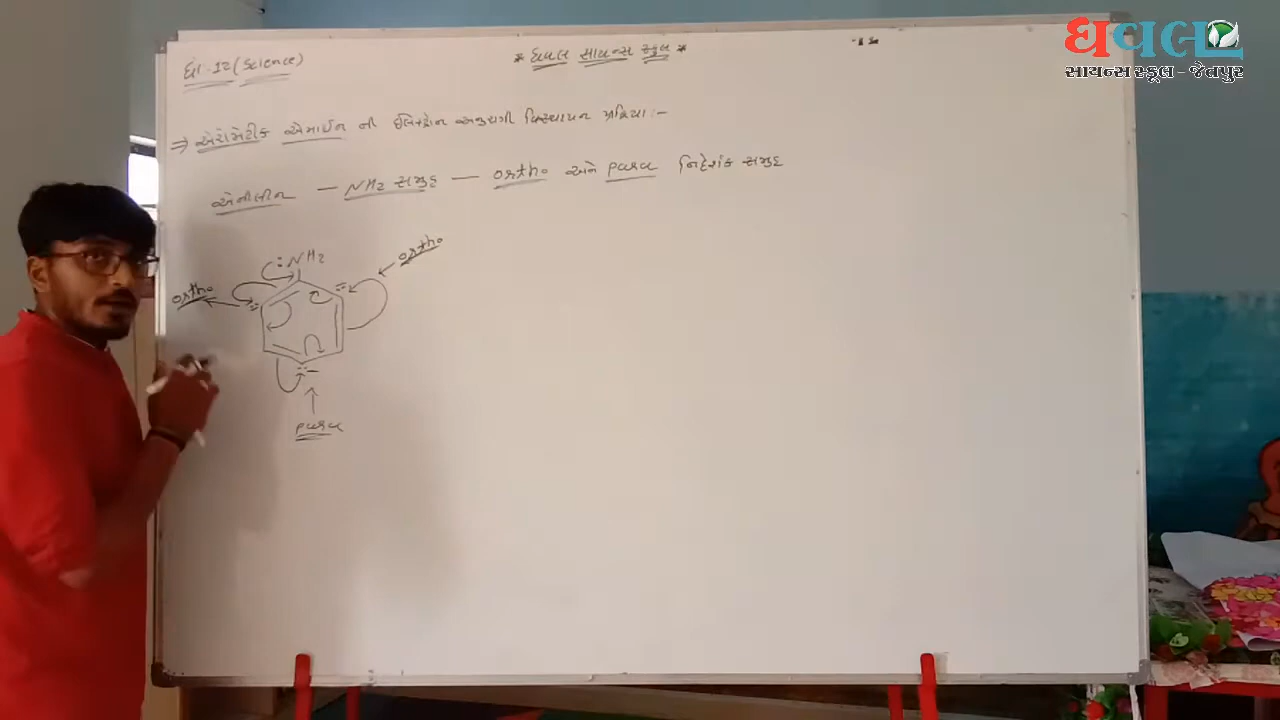 ધવલ
સાયન્સ સ્કૂલ - જેતપુર
* ધવલ સાયન્સ સ્કુલ *
ધો-12 (Science)
⇒ એરોમેટીક એમાઈન ની ઈલેક્ટ્રોન અનુરાગી વિસ્થાપન પ્રક્રિયા :-
એનીલીન — NH2 સમુહ — ortho અને para નિર્દેશક સમુહ
:NH2
ortho
ortho
para